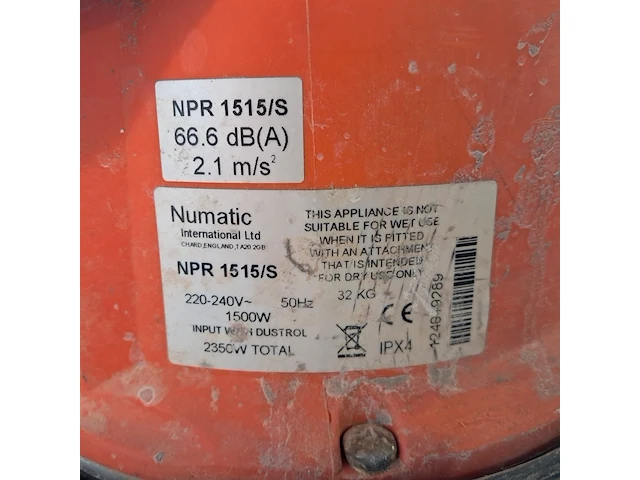 NPR 1515/S
66.6 dB(A)
2.1 m/s²
Numatic
International Ltd
CHARD, ENGLAND, TA20 2GB
NPR 1515/S
220-240V~ 50Hz
1500W
INPUT WITH DUSTROL
2350W TOTAL
THIS APPLIANCE IS NOT
SUITABLE FOR WET USE
WHEN IT IS FITTED
WITH AN ATTACHMENT
THAT IS INTENDED
FOR DRY USE ONLY
32 KG
CE
IPX4